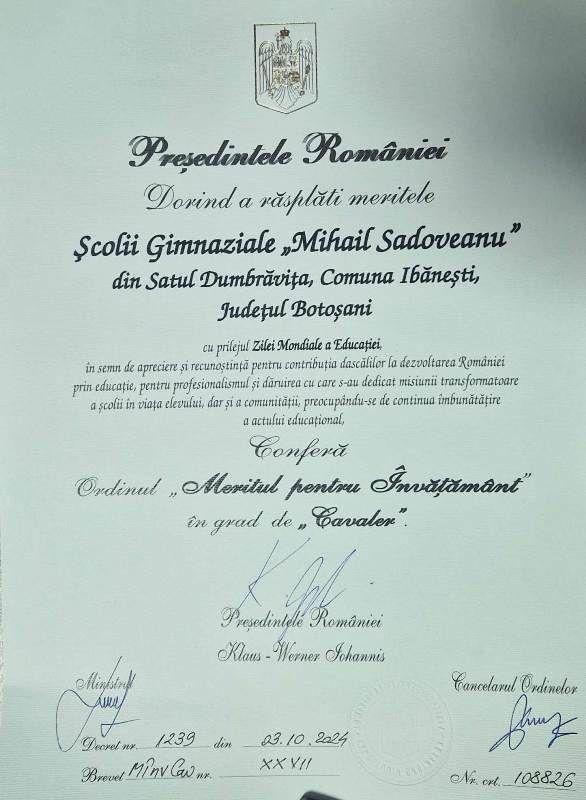 Președintele României
Dorind a răsplăti meritele
Școlii Gimnaziale „Mihail Sadoveanu”
din Satul Dumbrăvița, Comuna Ibănești,
Județul Botoșani
cu prilejul Zilei Mondiale a Educației,
în semn de apreciere și recunoștință pentru contribuția dascălilor la dezvoltarea României
prin educație, pentru profesionalismul și dăruirea cu care s-au dedicat misiunii transformatoare
a școlii în viața elevului, dar și a comunității, preocupându-se de continua îmbunătățire
a actului educațional,
Conferă
Ordinul „Meritul pentru Învățământ”
în grad de „Cavaler”.
Președintele României
Klaus - Werner Iohannis
Ministrul
Cancelarul Ordinelor
Decret nr. 1239 din 23.10.2024
Brevet MPInvCav nr. XXVII
Nr. crt. 108826